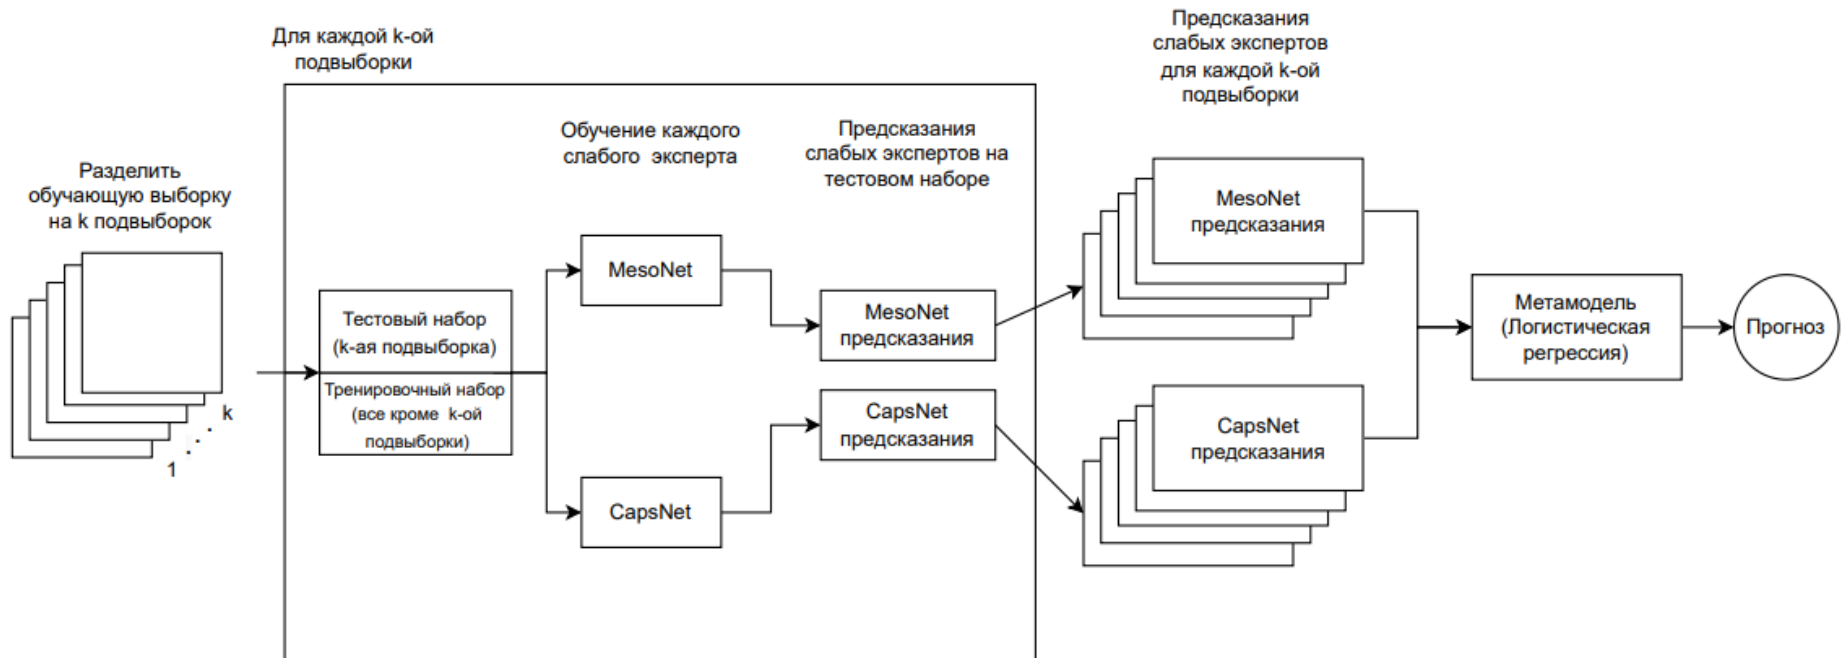 Для каждой k-ой
подвыборки
Предсказания
слабых экспертов
для каждой k-ой
подвыборки
Разделить
обучающую выборку
на k подвыборок
Обучение каждого
слабого эксперта
Предсказания
слабых экспертов на
тестовом наборе
k
1
Тестовый набор
(k-ая подвыборка)
Тренировочный набор
(все кроме k-ой
подвыборки)
MesoNet
CapsNet
MesoNet
предсказания
CapsNet
предсказания
MesoNet
предсказания
CapsNet
предсказания
Метамодель
(Логистическая
регрессия)
Прогноз